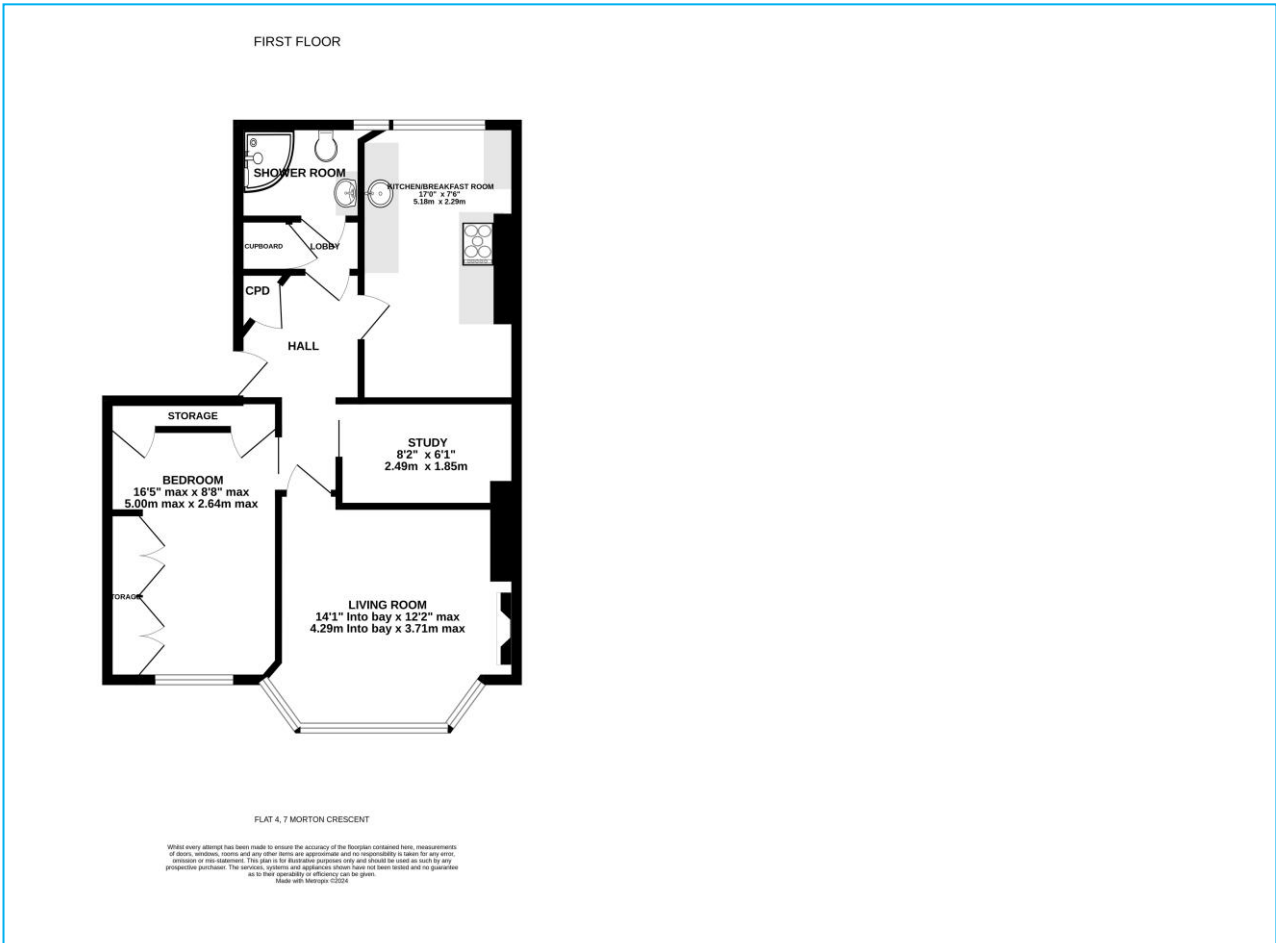 FIRST FLOOR
SHOWER ROOM
KITCHEN/BREAKFAST ROOM
17'0" x 7'6"
5.18m x 2.29m
CUPBOARD
LOBBY
CPD
HALL
STORAGE
STUDY
8'2" x 6'1"
2.49m x 1.85m
BEDROOM
16'5" max x 8'8" max
5.00m max x 2.64m max
TORAGE
LIVING ROOM
14'1" Into bay x 12'2" max
4.29m Into bay x 3.71m max
FLAT 4, 7 MORTON CRESCENT
Whilst every attempt has been made to ensure the accuracy of the floorplan contained here, measurements
of doors, windows, rooms and any other items are approximate and no responsibility is taken for any error,
omission or mis-statement. This plan is for illustrative purposes only and should be used as such by any
prospective purchaser. The services, systems and appliances shown have not been tested and no guarantee
as to their operability or efficiency can be given.
Made with Metropix ©2024